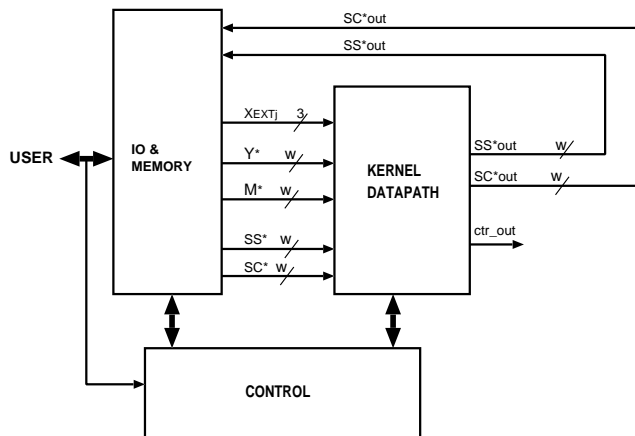 SC*out
SS*out
XEXTj 3
IO &
MEMORY
USER
Y* w
M* w
SS* w
SC* w
KERNEL
DATAPATH
SS*out w
SC*out w
ctr_out
CONTROL